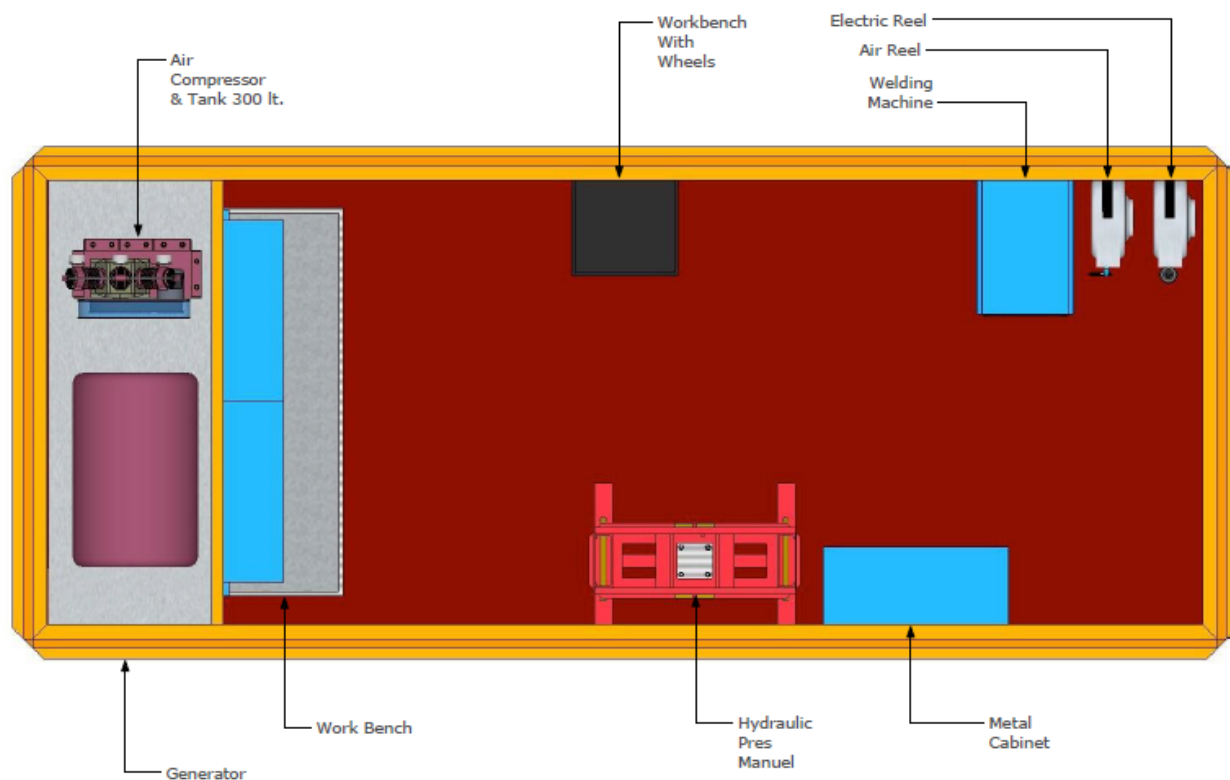 Electric Reel
Air Reel
Welding
Machine
Workbench
With
Wheels
Air
Compressor
& Tank 300 lt.
Work Bench
Generator
Hydraulic
Pres
Manuel
Metal
Cabinet